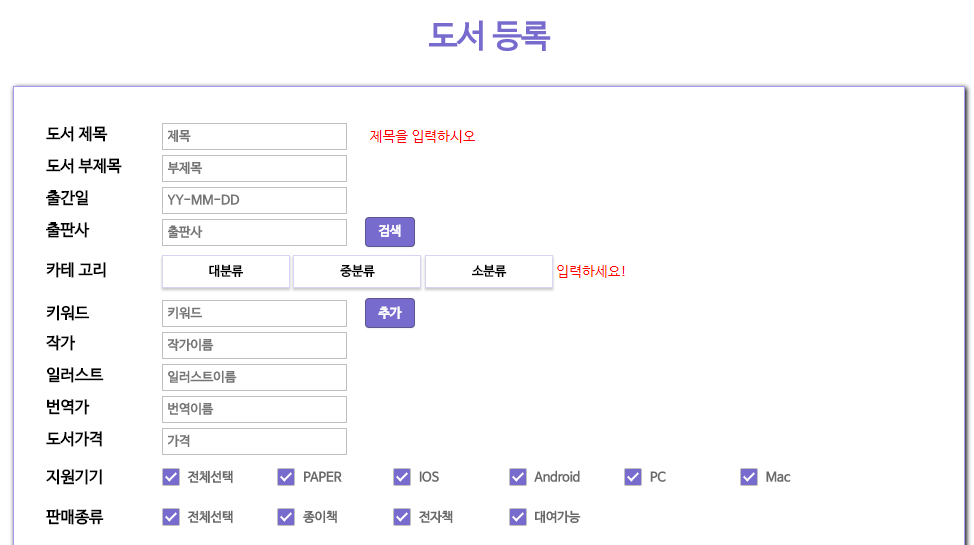 도서 등록
도서 제목 제목 제목을 입력하시오
도서 부제목 부제목
출간일 YY-MM-DD
출판사 출판사 검색
카테 고리 대분류 중분류 소분류 입력하세요!
키워드 키워드 추가
작가 작가이름
일러스트 일러스트이름
번역가 번역이름
도서가격 가격
지원기기 전체선택 PAPER IOS Android PC Mac
판매종류 전체선택 종이책 전자책 대여가능